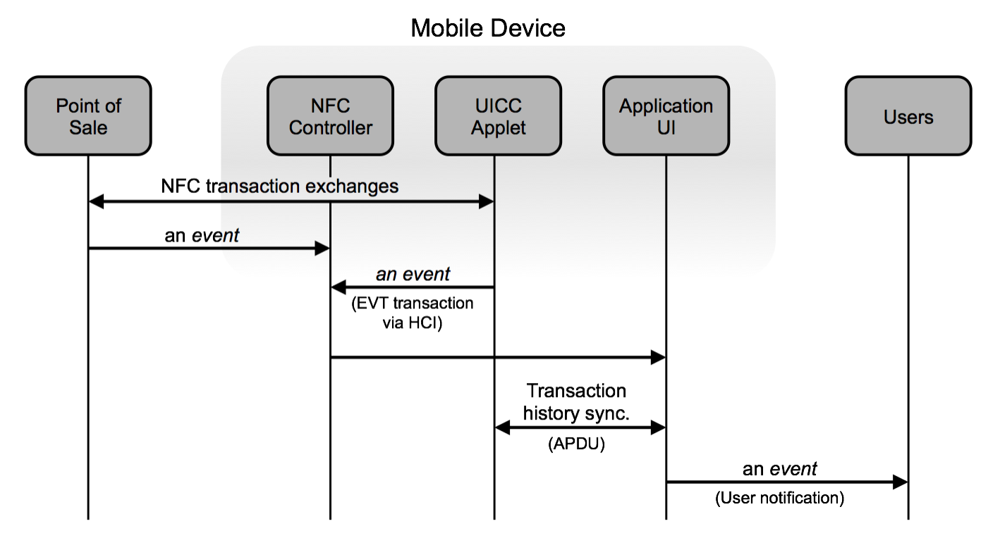 Mobile Device
Point of
Sale
NFC
Controller
UICC
Applet
Application
UI
Users
NFC transaction exchanges
an event
an event
(EVT transaction
via HCI)
Transaction
history sync.
(APDU)
an event
(User notification)